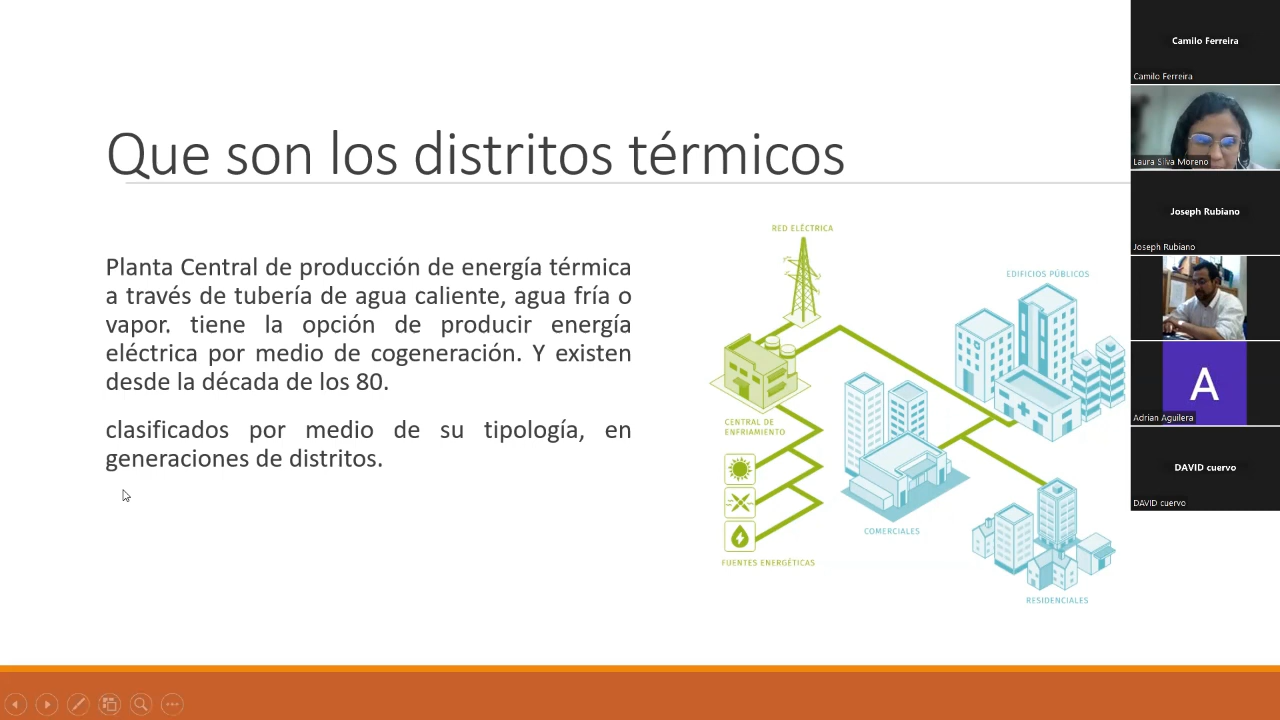 Que son los distritos térmicos
Planta Central de producción de energía térmica
a través de tubería de agua caliente, agua fría o
vapor. tiene la opción de producir energía
eléctrica por medio de cogeneración. Y existen
desde la década de los 80.
clasificados por medio de su tipología, en
generaciones de distritos.
RED ELÉCTRICA
EDIFICIOS PÚBLICOS
CENTRAL DE
ENFRIAMIENTO
COMERCIALES
FUENTES ENERGÉTICAS
RESIDENCIALES
Camilo Ferreira
Camilo Ferreira
Laura Silva Moreno
Joseph Rubiano
Joseph Rubiano
A
Adrian Aguilera
DAVID cuervo
DAVID cuervo